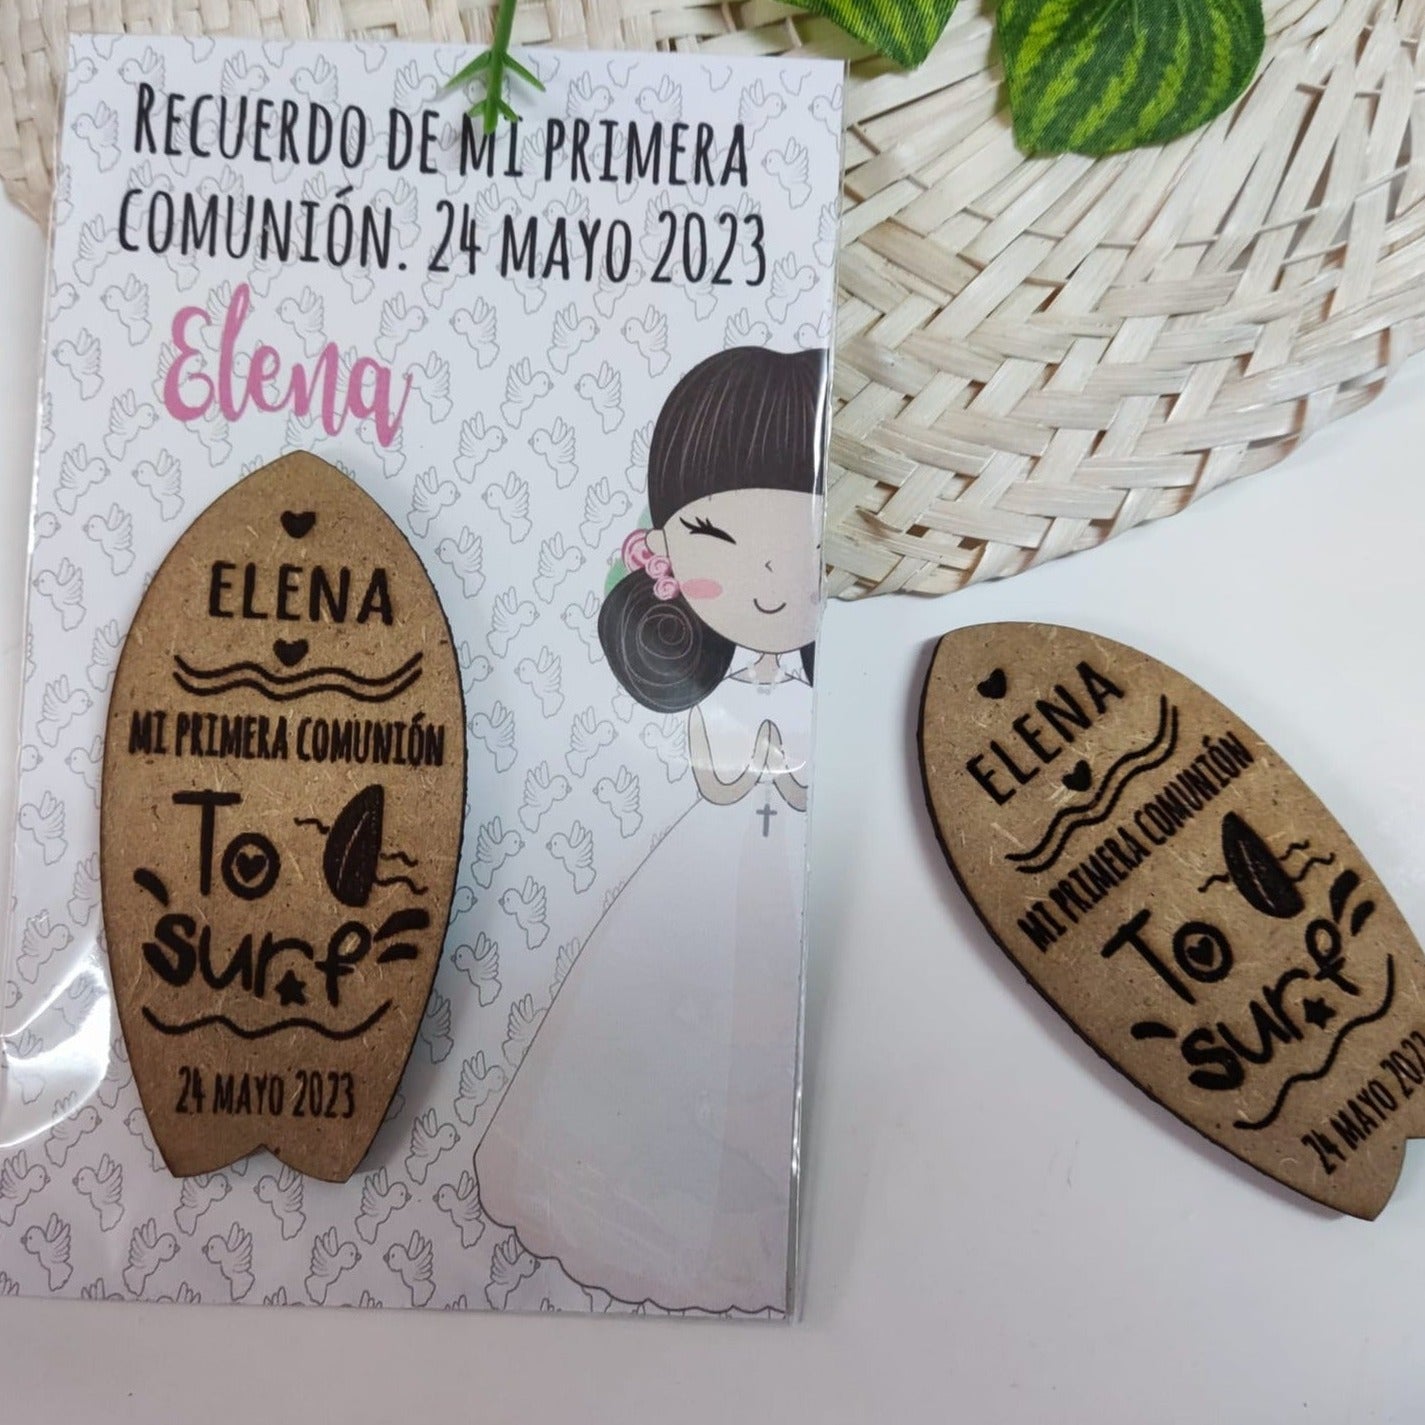 RECUERDO DE MI PRIMERA
COMUNIÓN. 24 MAYO 2023
Elena
ELENA
MI PRIMERA COMUNIÓN
To
surf
24 MAYO 2023
ELENA
MI PRIMERA COMUNIÓN
To
surf
24 MAYO 2023